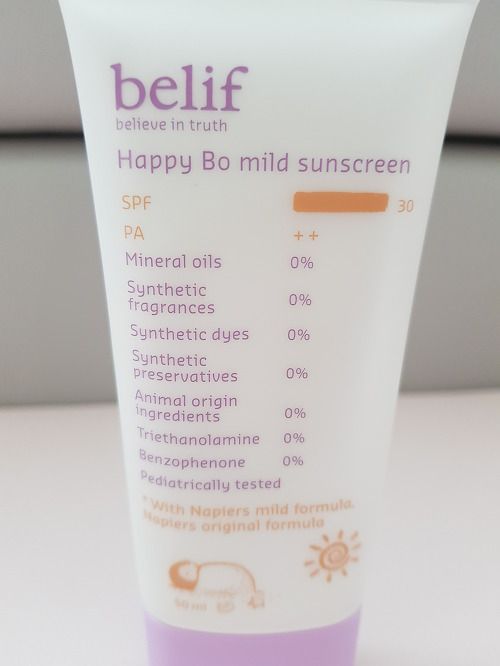 belif
believe in truth
Happy Bo mild sunscreen
SPF 30
PA ++
Mineral oils 0%
Synthetic
fragrances 0%
Synthetic dyes 0%
Synthetic
preservatives 0%
Animal origin
ingredients 0%
Triethanolamine 0%
Benzophenone 0%
Pediatrically tested
*With Napiers mild formula.
Napiers original formula
50 ml